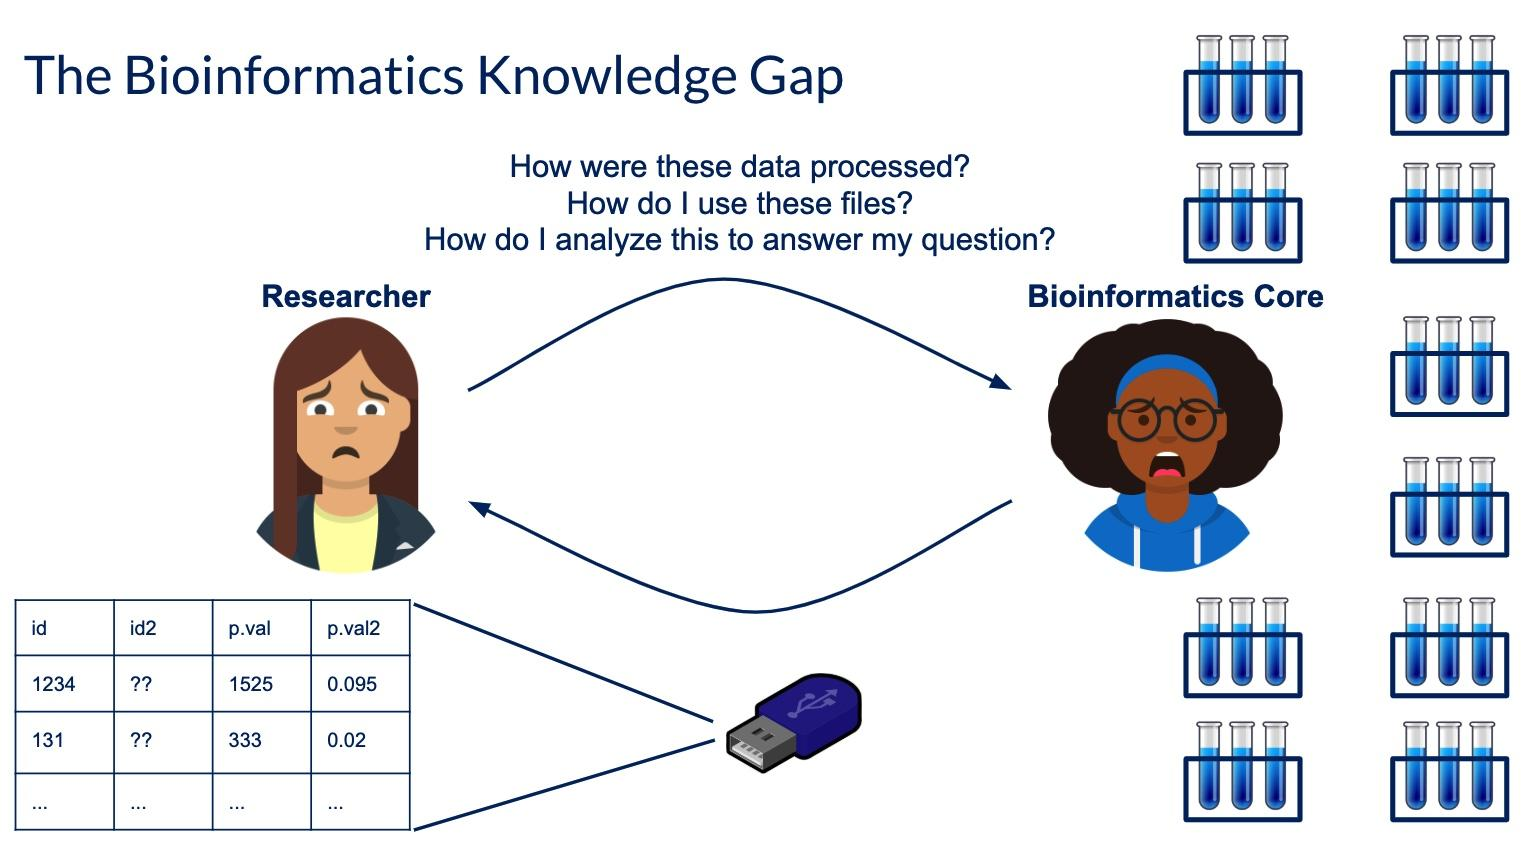 The Bioinformatics Knowledge Gap
How were these data processed?
How do I use these files?
How do I analyze this to answer my question?
Researcher
Bioinformatics Core
id id2 p.val p.val2
1234 ?? 1525 0.095
131 ?? 333 0.02
... ... ... ...